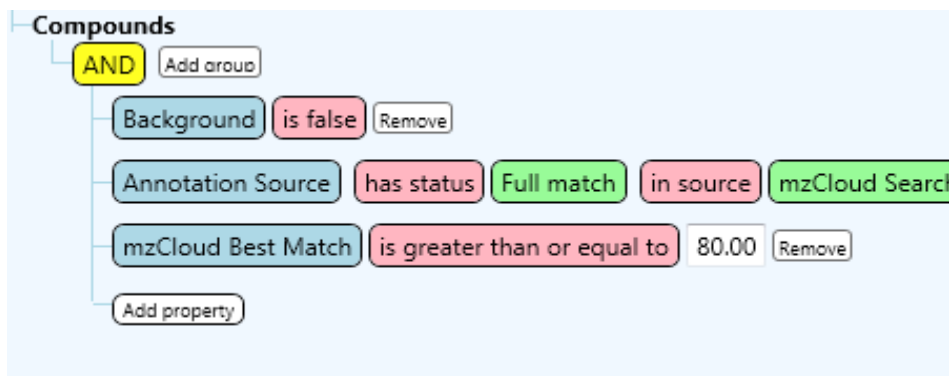 Compounds
AND Add group
Background is false Remove
Annotation Source has status Full match in source mzCloud Search
mzCloud Best Match is greater than or equal to 80.00 Remove
Add property